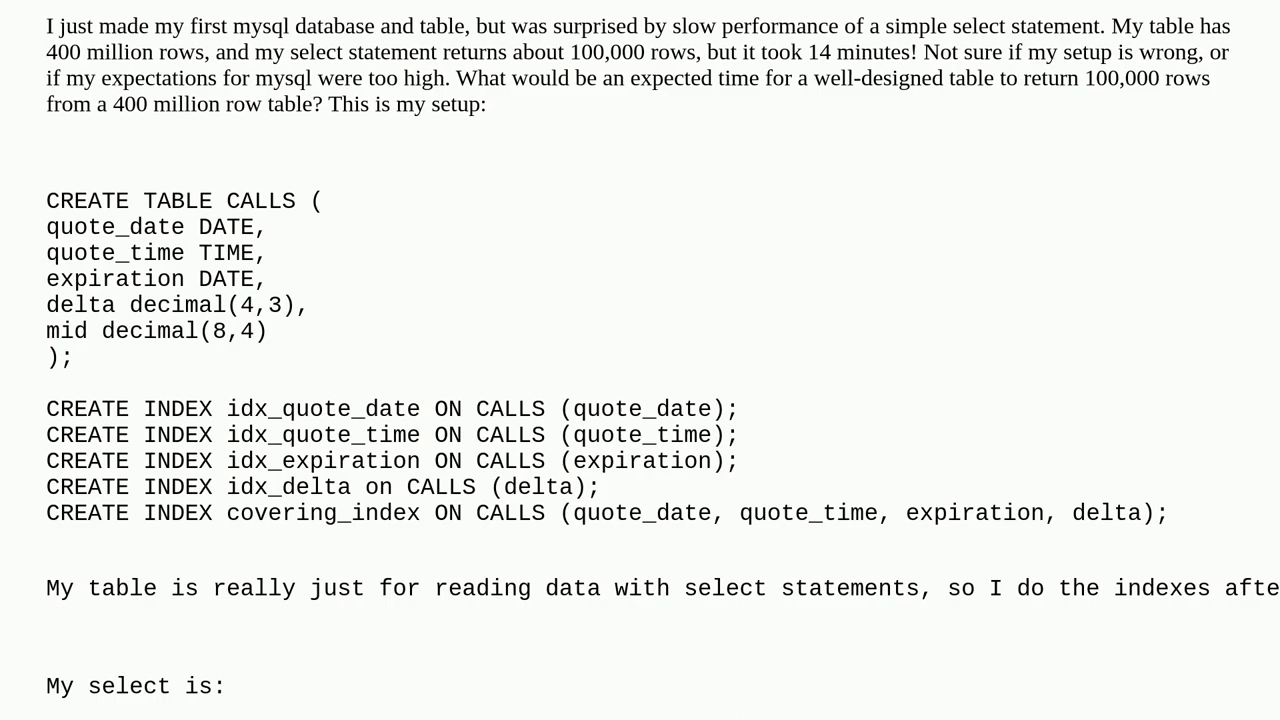 I just made my first mysql database and table, but was surprised by slow performance of a simple select statement. My table has
400 million rows, and my select statement returns about 100,000 rows, but it took 14 minutes! Not sure if my setup is wrong, or
if my expectations for mysql were too high. What would be an expected time for a well-designed table to return 100,000 rows
from a 400 million row table? This is my setup:
CREATE TABLE CALLS (
quote_date DATE,
quote_time TIME,
expiration DATE,
delta decimal(4,3),
mid decimal(8,4)
);
CREATE INDEX idx_quote_date ON CALLS (quote_date);
CREATE INDEX idx_quote_time ON CALLS (quote_time);
CREATE INDEX idx_expiration ON CALLS (expiration);
CREATE INDEX idx_delta on CALLS (delta);
CREATE INDEX covering_index ON CALLS (quote_date, quote_time, expiration, delta);
My table is really just for reading data with select statements, so I do the indexes afte
My select is: